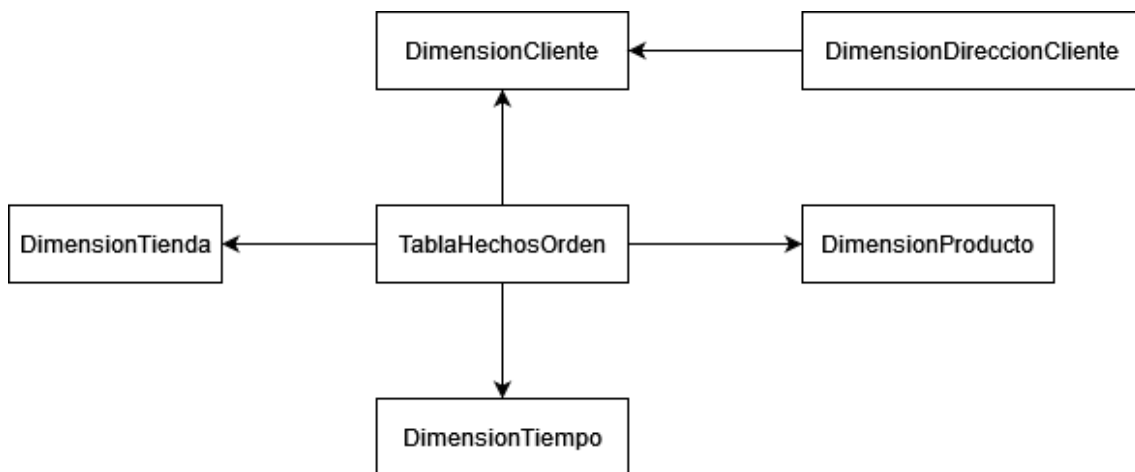 DimensionCliente
DimensionDireccionCliente
DimensionTienda
TablaHechosOrden
DimensionProducto
DimensionTiempo